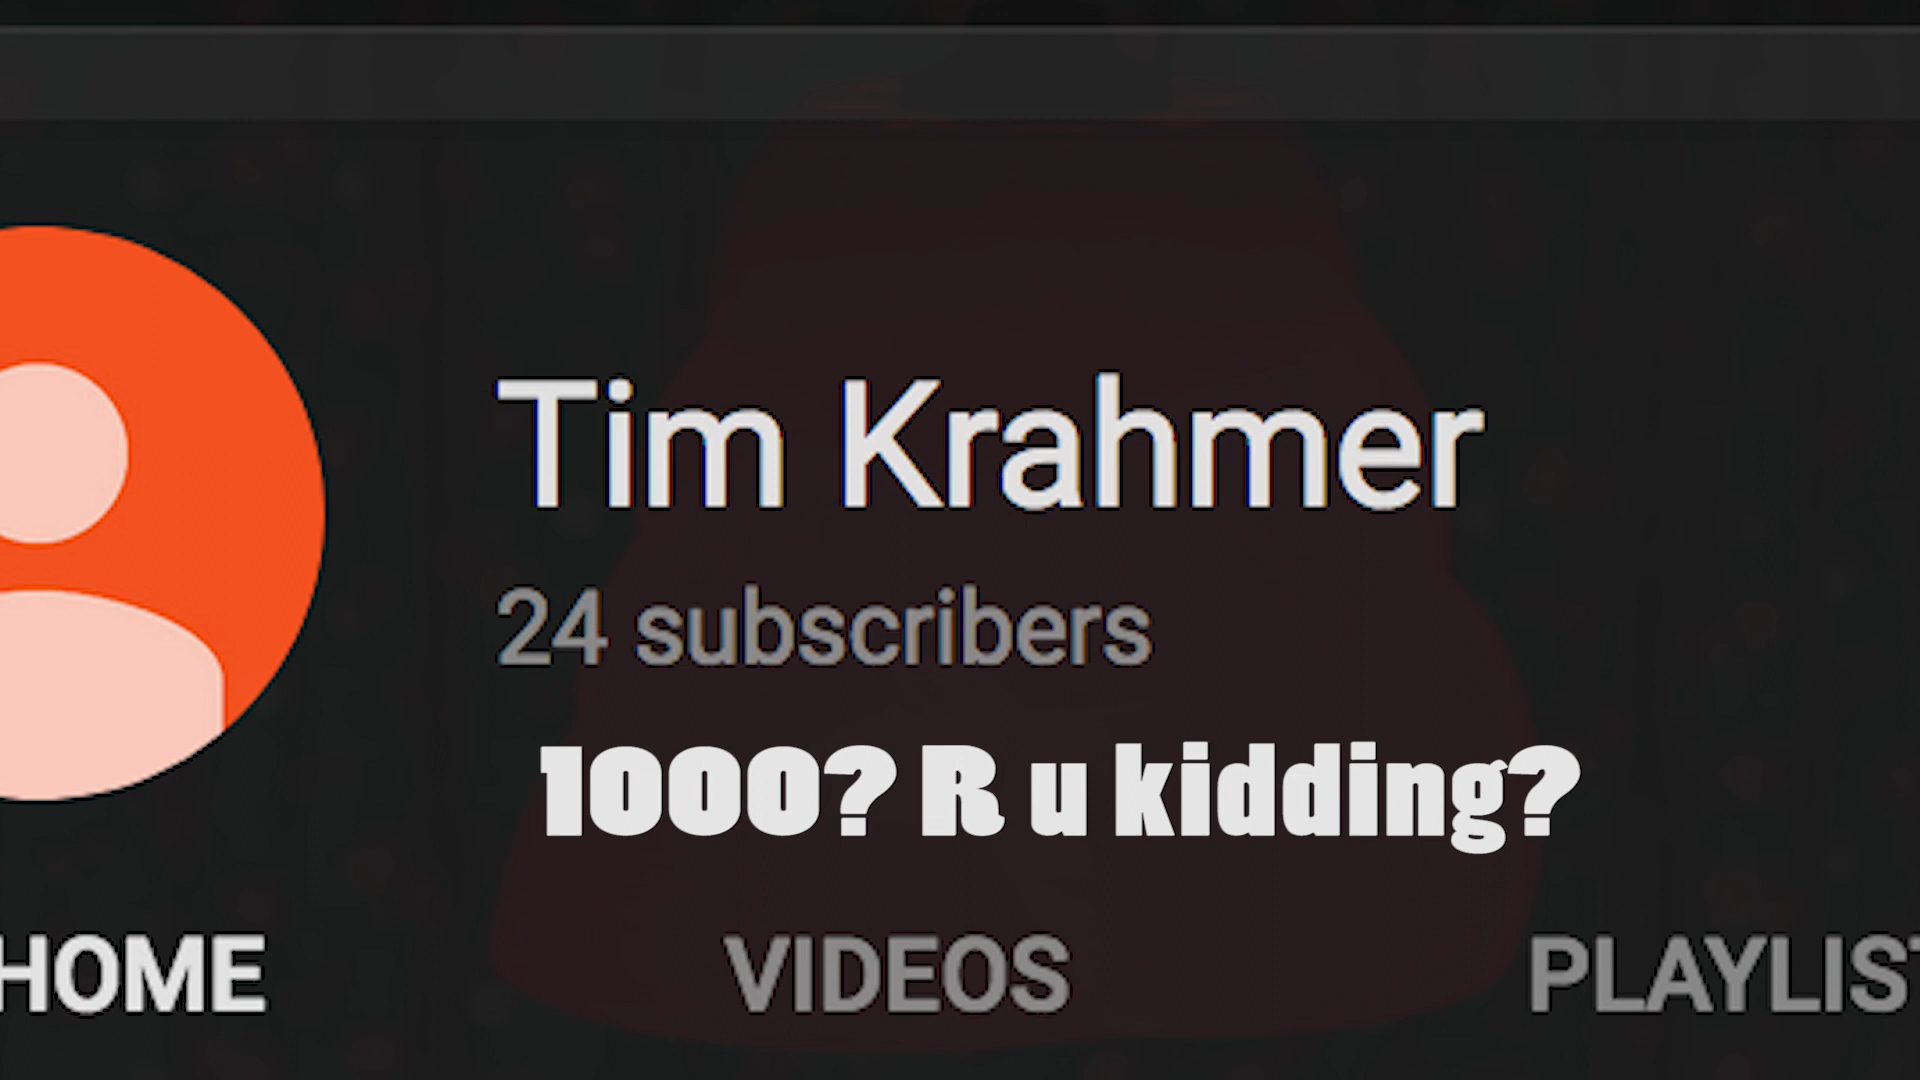 Tim Krahmer
24 subscribers
1000? R u kidding?
HOME VIDEOS PLAYLIST